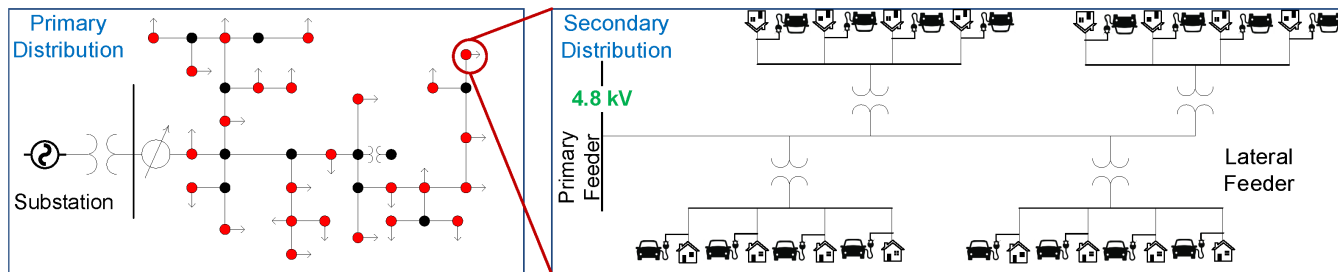 Primary
Distribution
Substation
Secondary
Distribution
4.8 kV
Primary
Feeder
Lateral
Feeder